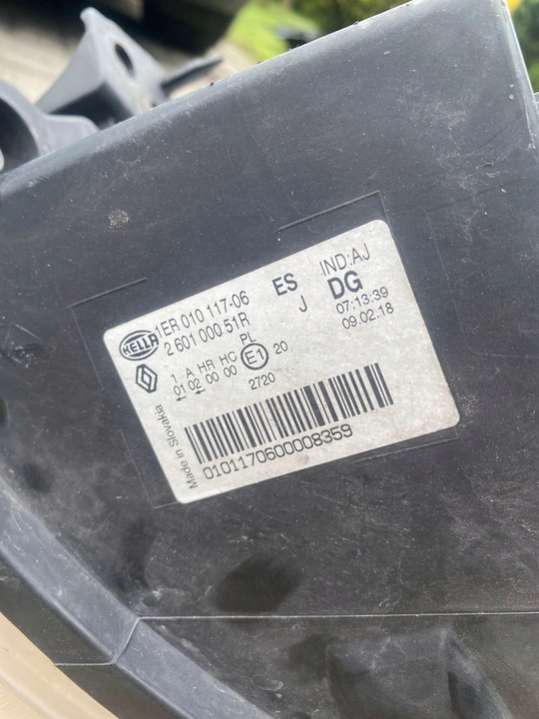 HELLA
1ER 010 117-06
2 601 000 51R
ES
J
IND:AJ
DG
07:13:39
09.02.18
1 A HR HC PL
01 02 00 00
E1
20
2720
Made in Slovakia
0101170600008359